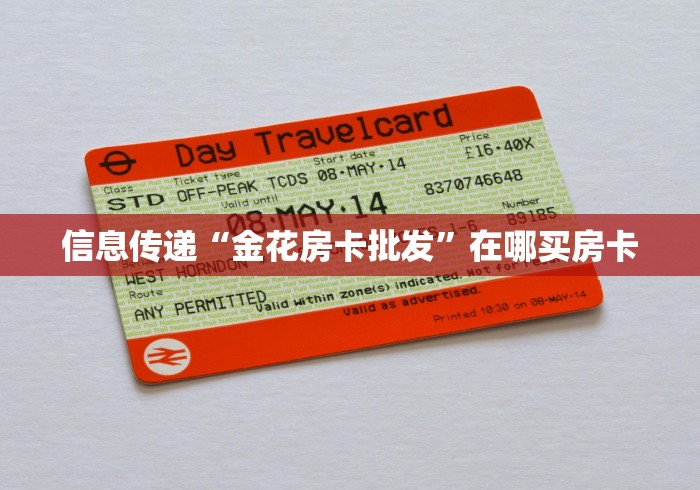 Day Travelcard
Class
Ticket type
Start date
Price
STD
OFF-PEAK TCDS
08·MAY·14
£16·40X
Valid until
08·MAY·14
8370746648
Number
89185
信息传递“金花房卡批发”在哪买房卡
WEST HORNDON
Route
ANY PERMITTED
Valid within zone(s) indicated. Not
Valid as advertised.
Printed 10:30 on 08·MAY·14